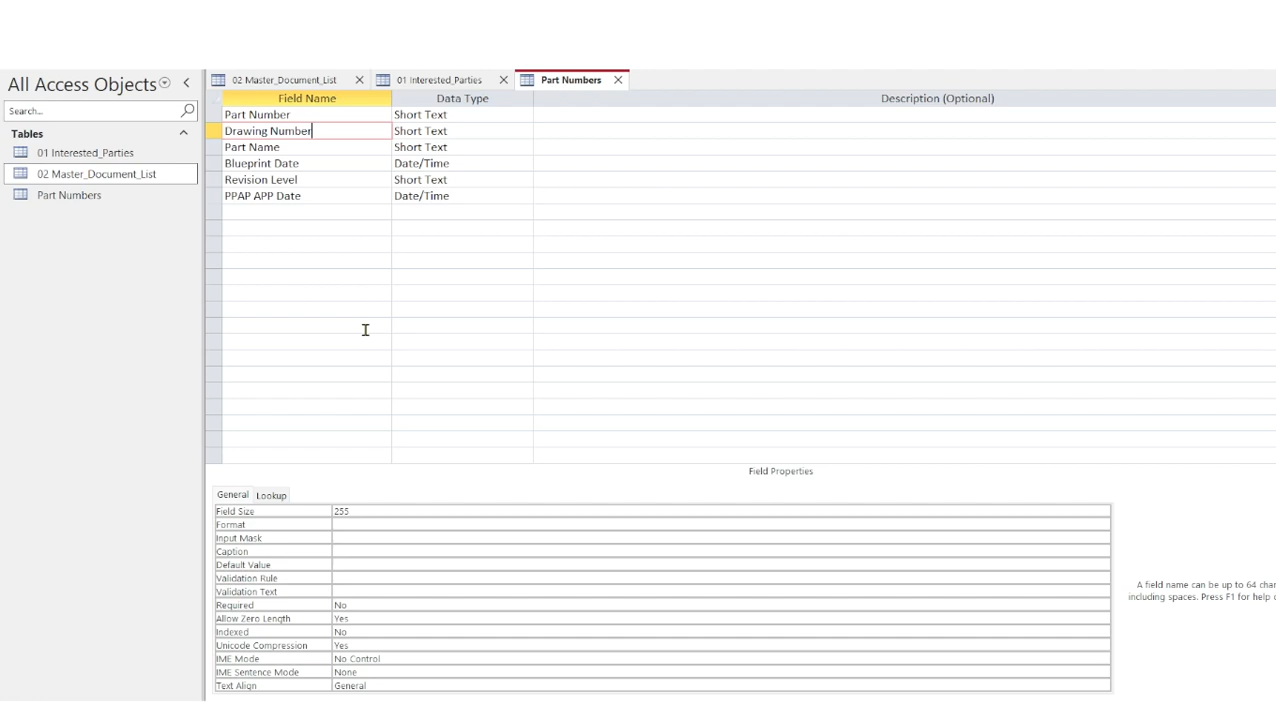 All Access Objects
02 Master_Document_List
01 Interested_Parties
Part Numbers
Search...
Tables
01 Interested_Parties
02 Master_Document_List
Part Numbers
Field Name Data Type Description (Optional)
Part Number Short Text
Drawing Number Short Text
Part Name Short Text
Blueprint Date Date/Time
Revision Level Short Text
PPAP APP Date Date/Time
Field Properties
General Lookup
Field Size 255
Format
Input Mask
Caption
Default Value
Validation Rule
Validation Text
Required No
Allow Zero Length Yes
Indexed No
Unicode Compression Yes
IME Mode No Control
IME Sentence Mode None
Text Align General
A field name can be up to 64 char
including spaces. Press F1 for help o